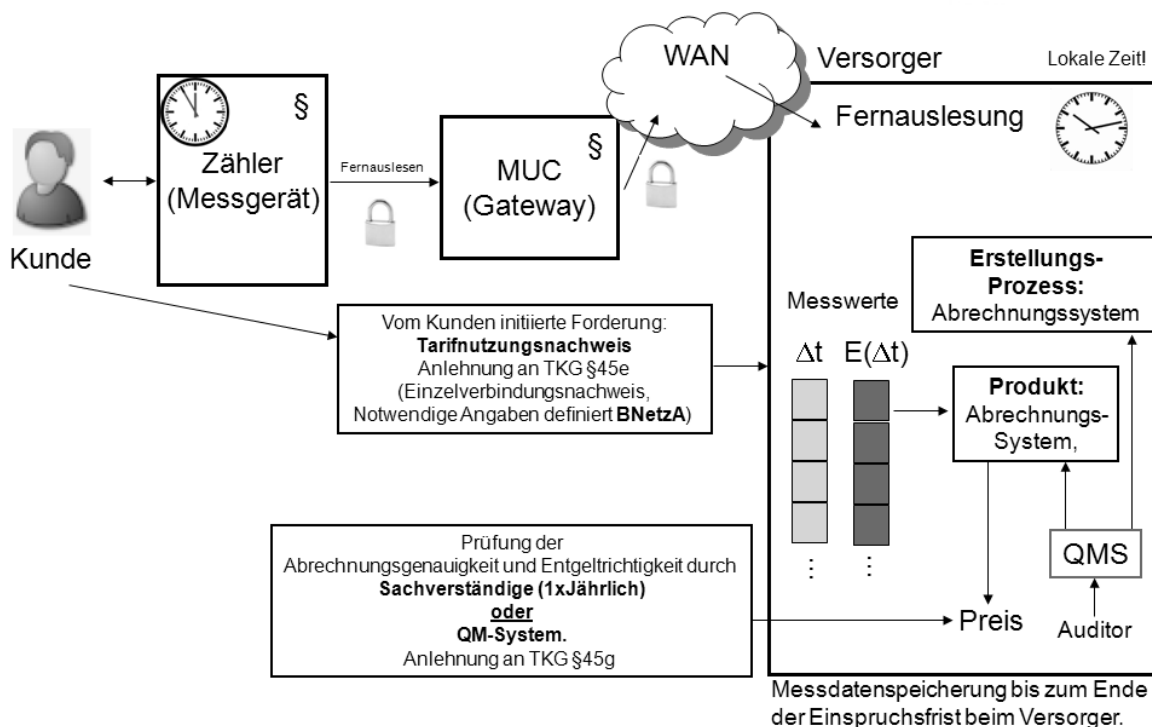 WAN
Versorger
Lokale Zeit!
Fernauslesung
§
Zähler
(Messgerät)
Fernauslesen
§
MUC
(Gateway)
Kunde
Vom Kunden initiierte Forderung:
Tarifnutzungsnachweis
Anlehnung an TKG §45e
(Einzelverbindungsnachweis,
Notwendige Angaben definiert BNetzA)
Messwerte
Δt
E(Δt)
Erstellungs-
Prozess:
Abrechnungssystem
Produkt:
Abrechnungs-
System,
QMS
Auditor
Preis
Prüfung der
Abrechnungsgenauigkeit und Entgeltrichtigkeit durch
Sachverständige (1xJährlich)
oder
QM-System.
Anlehnung an TKG §45g
Messdatenspeicherung bis zum Ende
der Einspruchsfrist beim Versorger.